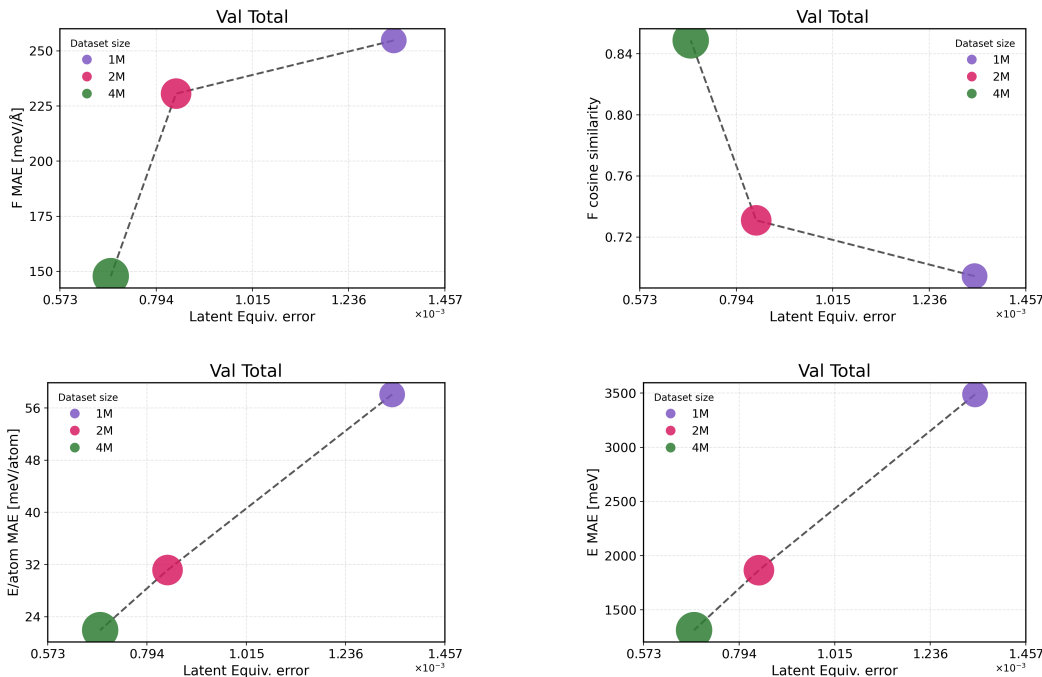 Val Total
F MAE [meV/Å]
250
225
200
175
150
Dataset size
1M
2M
4M
0.573 0.794 1.015 1.236 1.457
Latent Equiv. error
×10⁻³
Val Total
F cosine similarity
0.84
0.80
0.76
0.72
Dataset size
1M
2M
4M
0.573 0.794 1.015 1.236 1.457
Latent Equiv. error
×10⁻³
Val Total
E/atom MAE [meV/atom]
56
48
40
32
24
Dataset size
1M
2M
4M
0.573 0.794 1.015 1.236 1.457
Latent Equiv. error
×10⁻³
Val Total
E MAE [meV]
3500
3000
2500
2000
1500
Dataset size
1M
2M
4M
0.573 0.794 1.015 1.236 1.457
Latent Equiv. error
×10⁻³